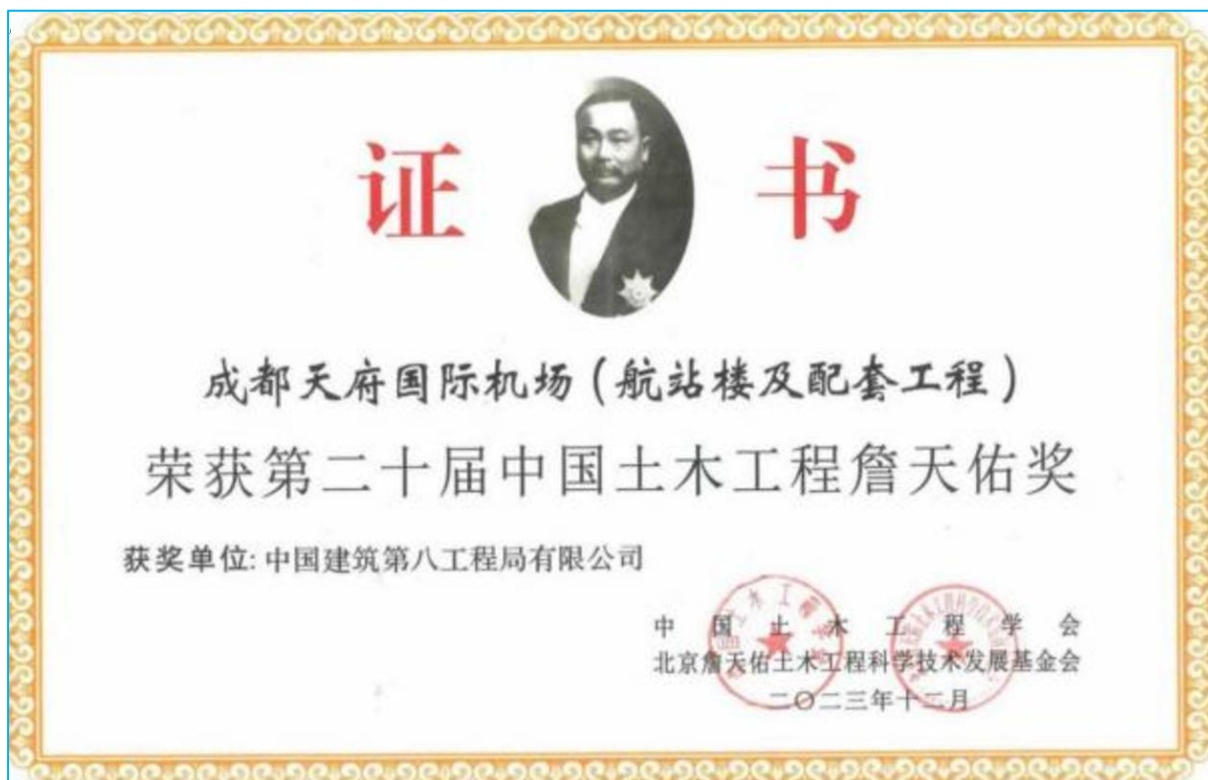 证书
成都天府国际机场（航站楼及配套工程）
荣获第二十届中国土木工程詹天佑奖
获奖单位: 中国建筑第八工程局有限公司
中国土木工程学会
北京詹天佑土木工程科学技术发展基金会
二〇二三年十二月